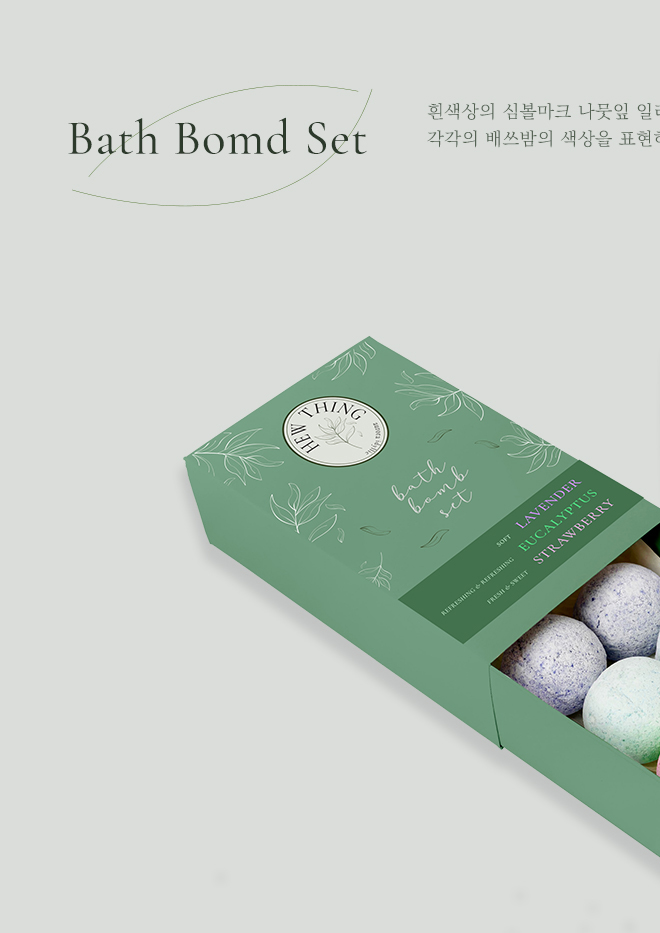 Bath Bomd Set
흰색상의 심볼마크 나뭇잎 일러
각각의 배쓰밤의 색상을 표현하
HEW THING
bath
bomb
set
SOFT LAVENDER
REFRESHING & REFRESHING EUCALYPTUS
FRESH & SWEET STRAWBERRY